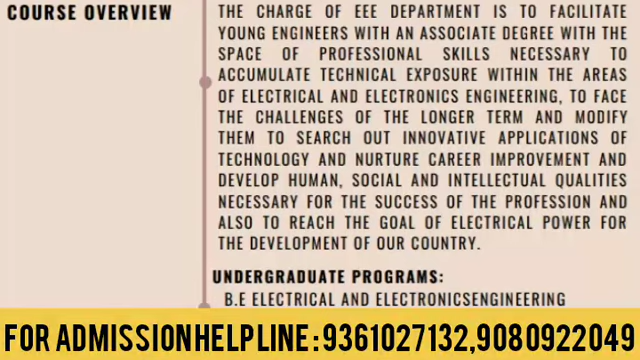 COURSE OVERVIEW
THE CHARGE OF EEE DEPARTMENT IS TO FACILITATE
YOUNG ENGINEERS WITH AN ASSOCIATE DEGREE WITH THE
SPACE OF PROFESSIONAL SKILLS NECESSARY TO
ACCUMULATE TECHNICAL EXPOSURE WITHIN THE AREAS
OF ELECTRICAL AND ELECTRONICS ENGINEERING, TO FACE
THE CHALLENGES OF THE LONGER TERM AND MODIFY
THEM TO SEARCH OUT INNOVATIVE APPLICATIONS OF
TECHNOLOGY AND NURTURE CAREER IMPROVEMENT AND
DEVELOP HUMAN, SOCIAL AND INTELLECTUAL QUALITIES
NECESSARY FOR THE SUCCESS OF THE PROFESSION AND
ALSO TO REACH THE GOAL OF ELECTRICAL POWER FOR
THE DEVELOPMENT OF OUR COUNTRY.
UNDERGRADUATE PROGRAMS:
B.E ELECTRICAL AND ELECTRONICSENGINEERING
FOR ADMISSION HELP LINE : 9361027132,9080922049